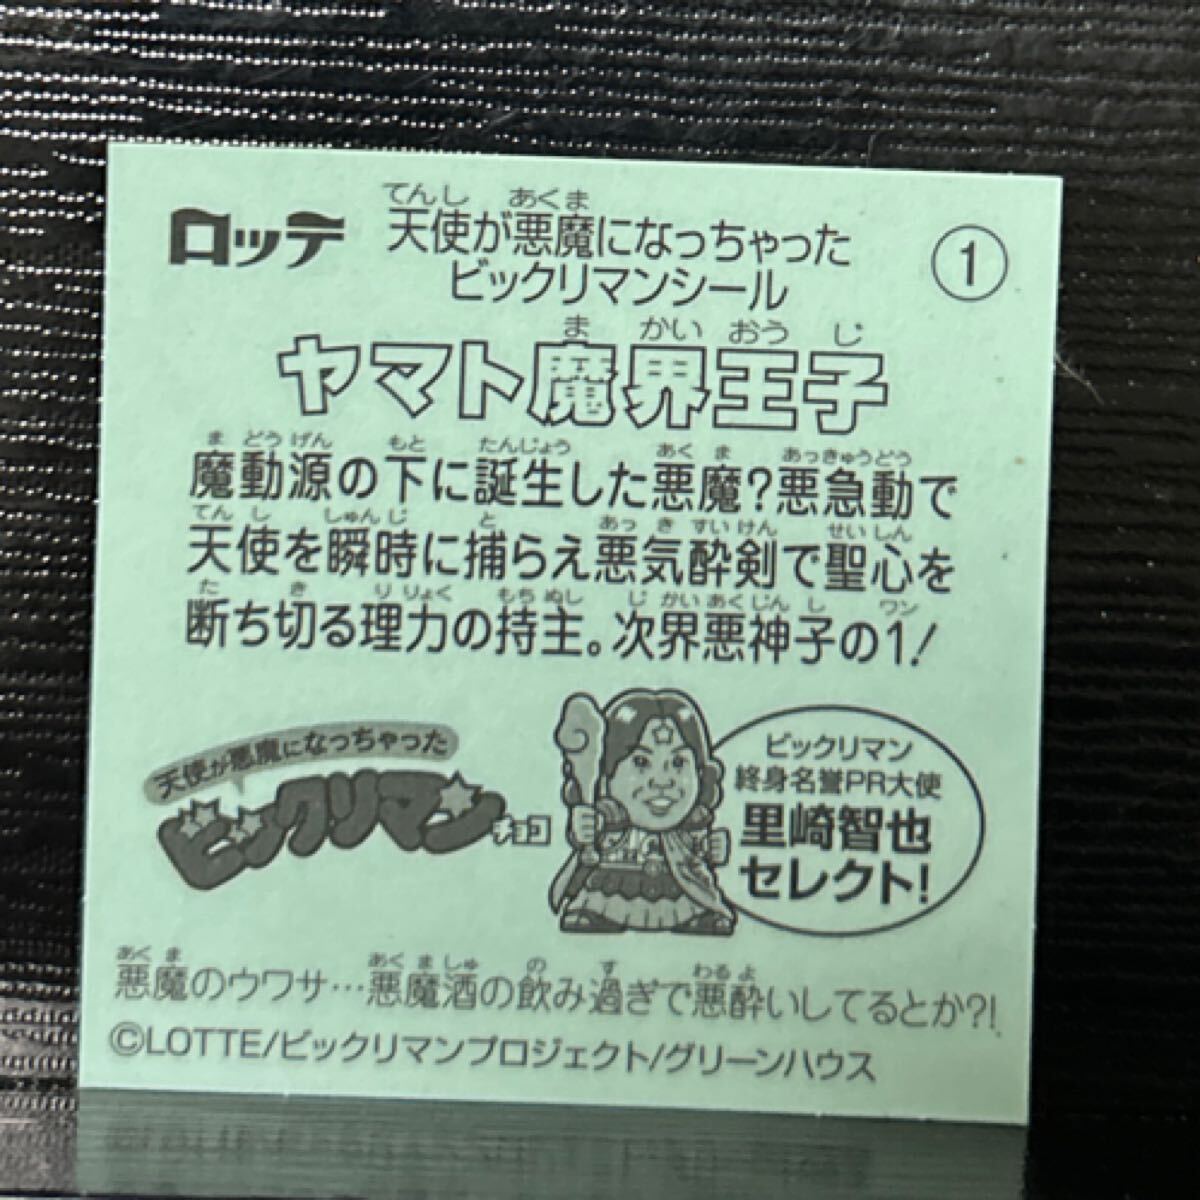 ロッテ
てんし あくま
天使が悪魔になっちゃった
ビックリマンシール
1
ま かい おう じ
ヤマト魔界王子
ま どう げん もと たんじょう あく ま あっきゅうどう
魔動源の下に誕生した悪魔?悪急動で
てん し しゅん じ と あっ き すい けん せい しん
天使を瞬時に捕らえ悪気酔剣で聖心を
た き り りょく もち ぬし じ かい あく じん し ワン
断ち切る理力の持主。次界悪神子の1!
天使が悪魔になっちゃった
ビックリマン
チョコ
ビックリマン
終身名誉PR大使
里崎智也
セレクト!
あく ま あく ま しゅ の す わる よ
悪魔のウワサ…悪魔酒の飲み過ぎで悪酔いしてるとか?!
©LOTTE/ビックリマンプロジェクト/グリーンハウス